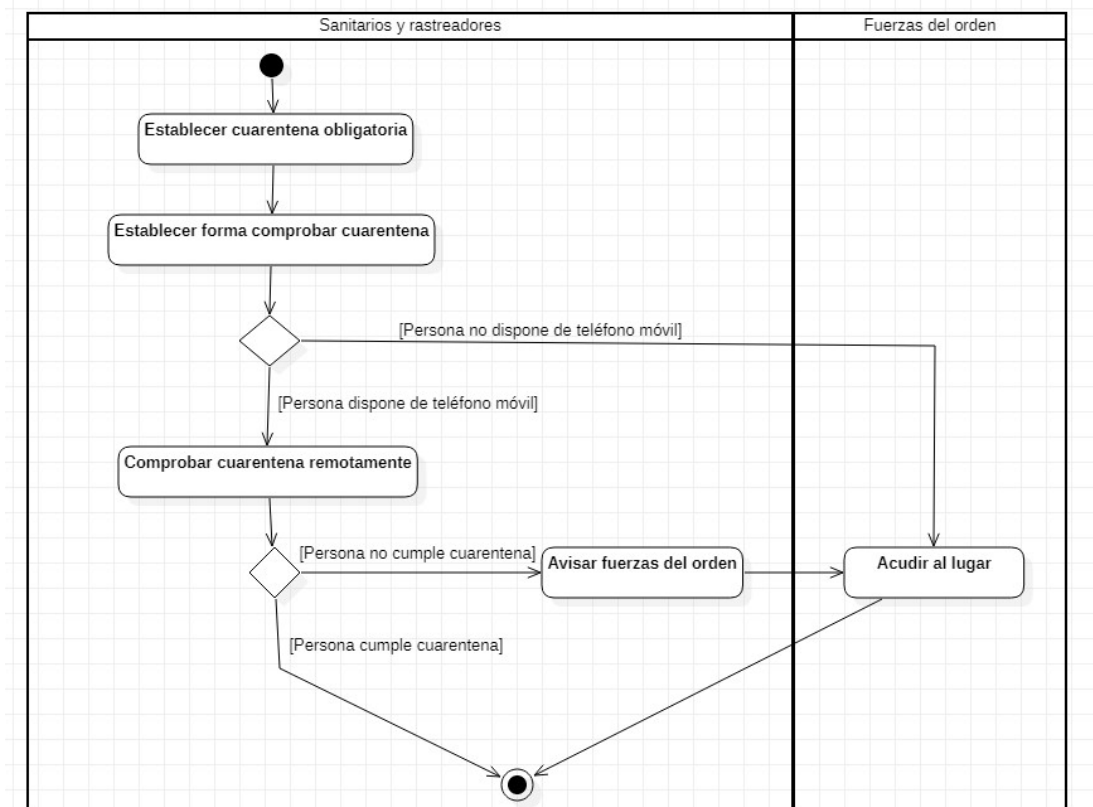 Sanitarios y rastreadores
Fuerzas del orden
Establecer cuarentena obligatoria
Establecer forma comprobar cuarentena
[Persona no dispone de teléfono móvil]
[Persona dispone de teléfono móvil]
Comprobar cuarentena remotamente
[Persona no cumple cuarentena]
Avisar fuerzas del orden
Acudir al lugar
[Persona cumple cuarentena]